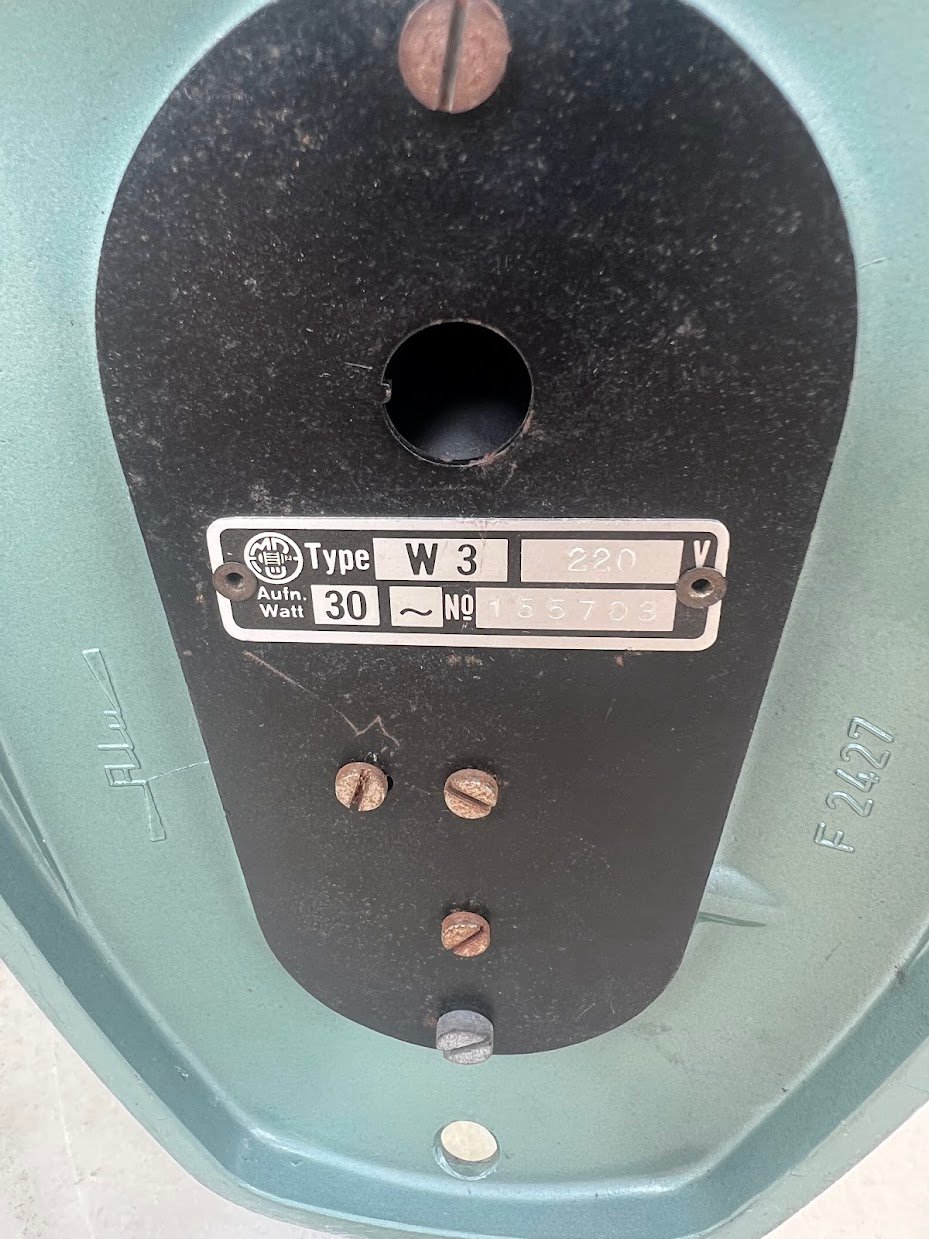 Type W 3 220 V
Aufn. Watt 30 ~ No 155703
F 2427